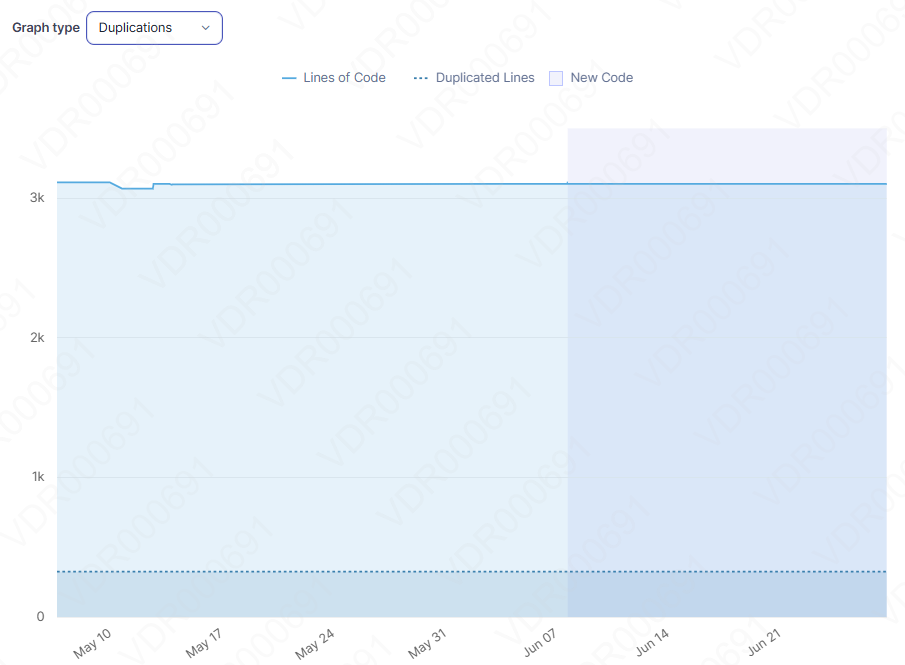 Graph type Duplications
Lines of Code Duplicated Lines New Code
3k
2k
1k
0
May 10 May 17 May 24 May 31 Jun 07 Jun 14 Jun 21
VDR000691